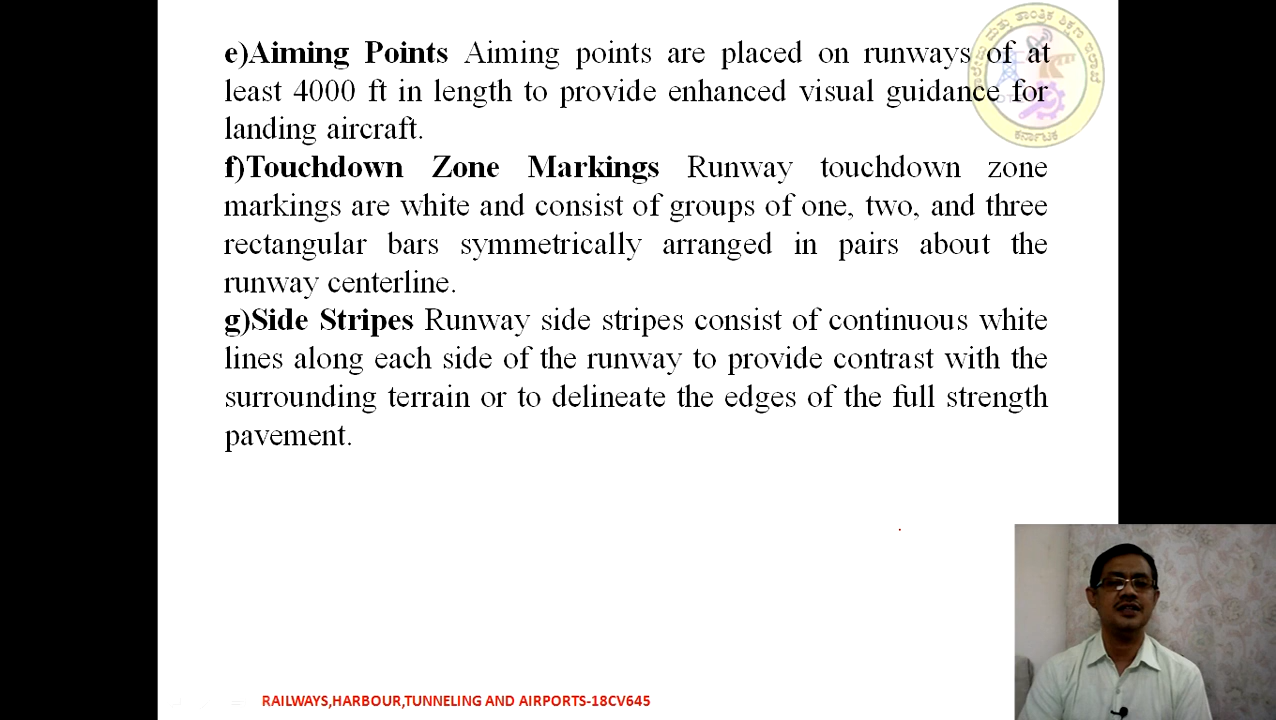 e)Aiming Points Aiming points are placed on runways of at
least 4000 ft in length to provide enhanced visual guidance for
landing aircraft.
f)Touchdown Zone Markings Runway touchdown zone
markings are white and consist of groups of one, two, and three
rectangular bars symmetrically arranged in pairs about the
runway centerline.
g)Side Stripes Runway side stripes consist of continuous white
lines along each side of the runway to provide contrast with the
surrounding terrain or to delineate the edges of the full strength
pavement.
ಕರ್ನಾಟಕ
RAILWAYS,HARBOUR,TUNNELING AND AIRPORTS-18CV645